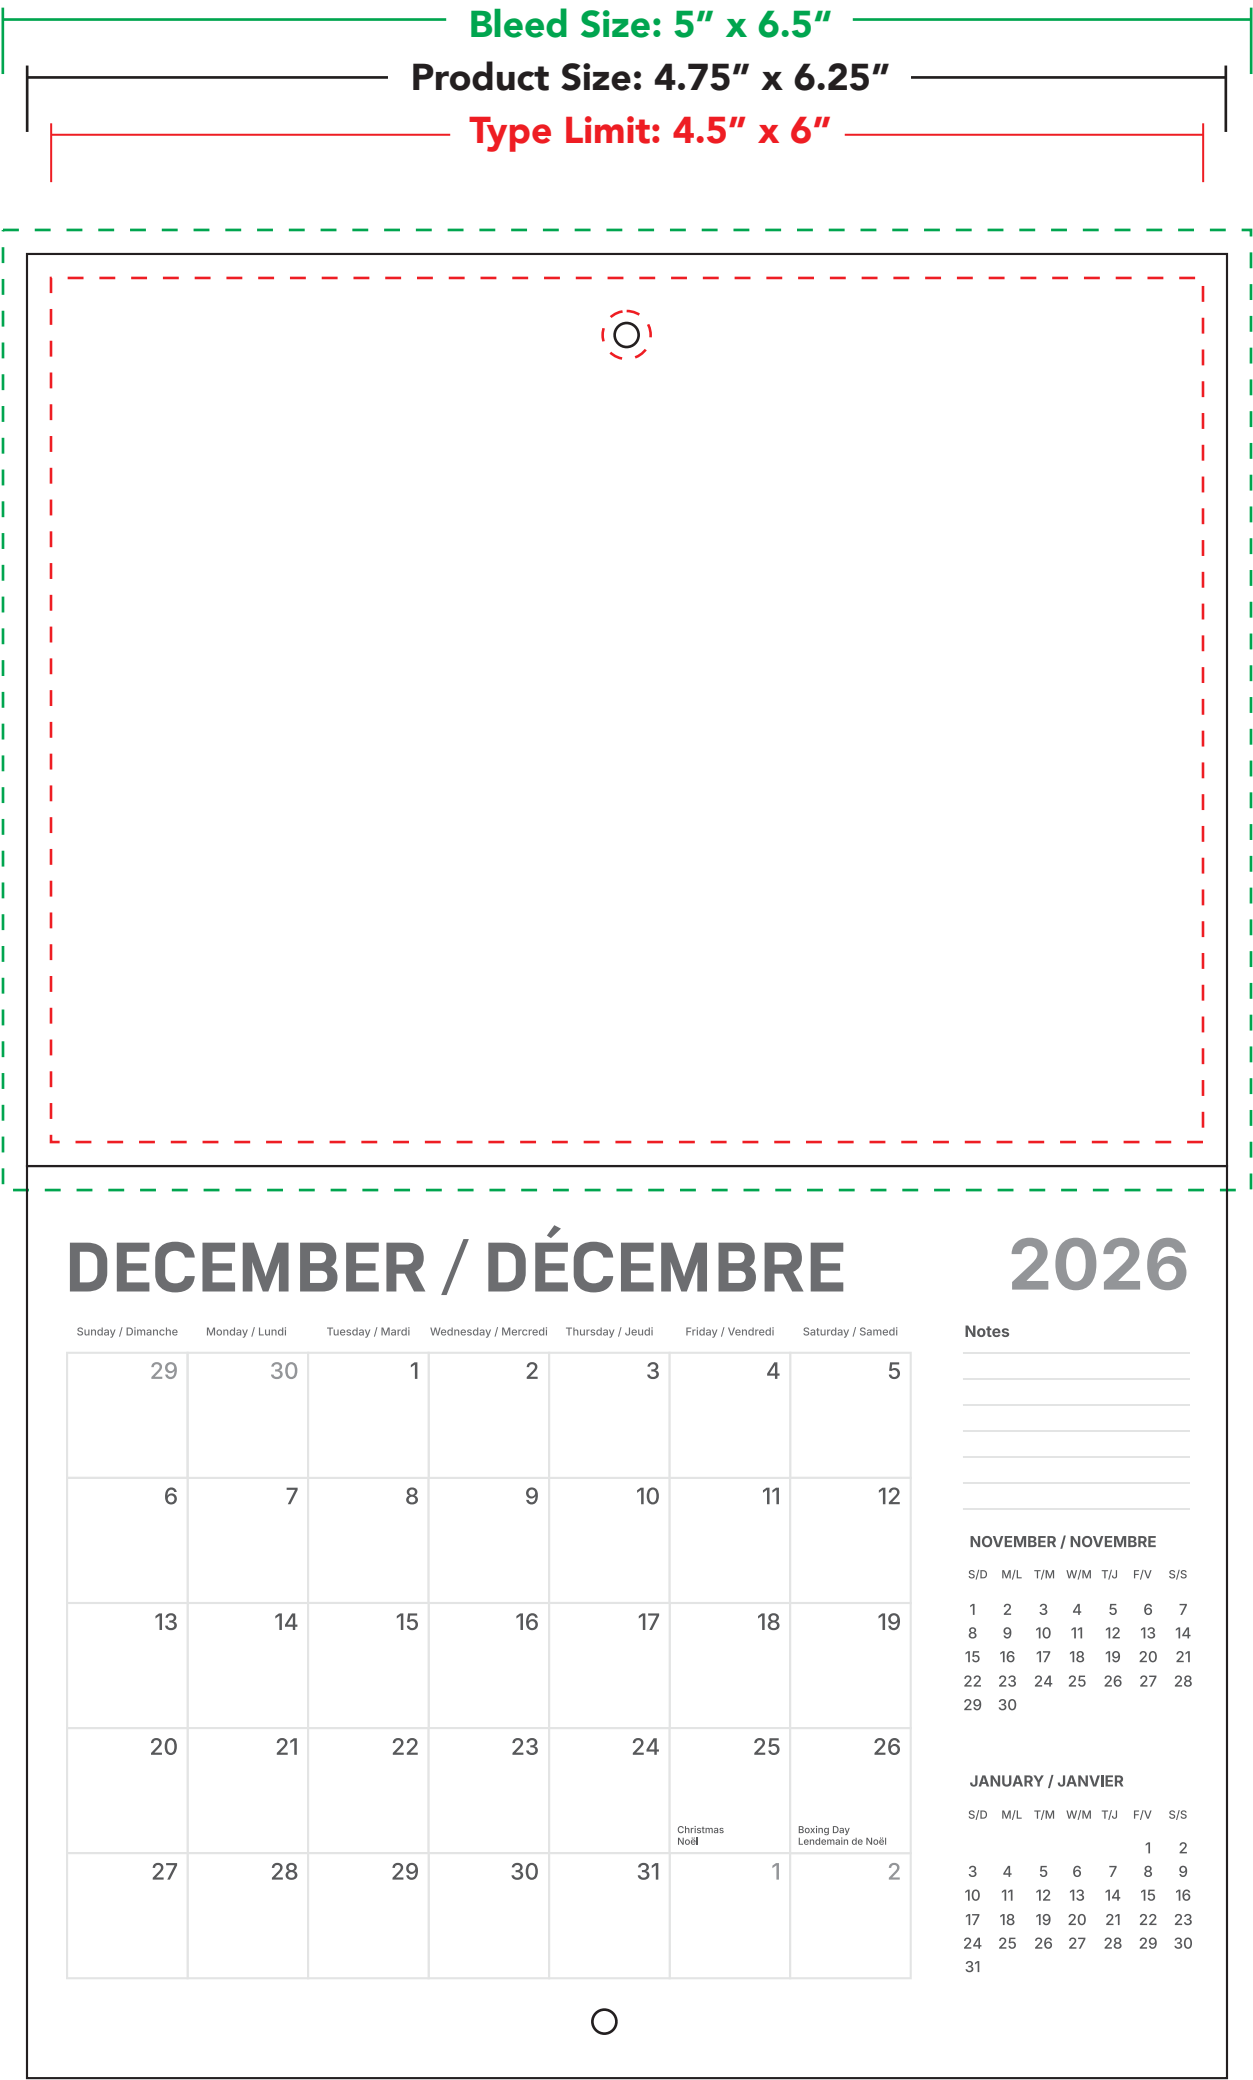 Bleed Size: 5” x 6.5“
Product Size: 4.75” x 6.25“
Type Limit: 4.5” x 6“
DECEMBER / DÉCEMBRE 2026
Sunday / Dimanche Monday / Lundi Tuesday / Mardi Wednesday / Mercredi Thursday / Jeudi Friday / Vendredi Saturday / Samedi
29 30 1 2 3 4 5
6 7 8 9 10 11 12
13 14 15 16 17 18 19
20 21 22 23 24 25 26
Christmas
Noël
Boxing Day
Lendemain de Noël
27 28 29 30 31 1 2
Notes
NOVEMBER / NOVEMBRE
S/D M/L T/M W/M T/J F/V S/S
1 2 3 4 5 6 7
8 9 10 11 12 13 14
15 16 17 18 19 20 21
22 23 24 25 26 27 28
29 30
JANUARY / JANVIER
S/D M/L T/M W/M T/J F/V S/S
1 2
3 4 5 6 7 8 9
10 11 12 13 14 15 16
17 18 19 20 21 22 23
24 25 26 27 28 29 30
31